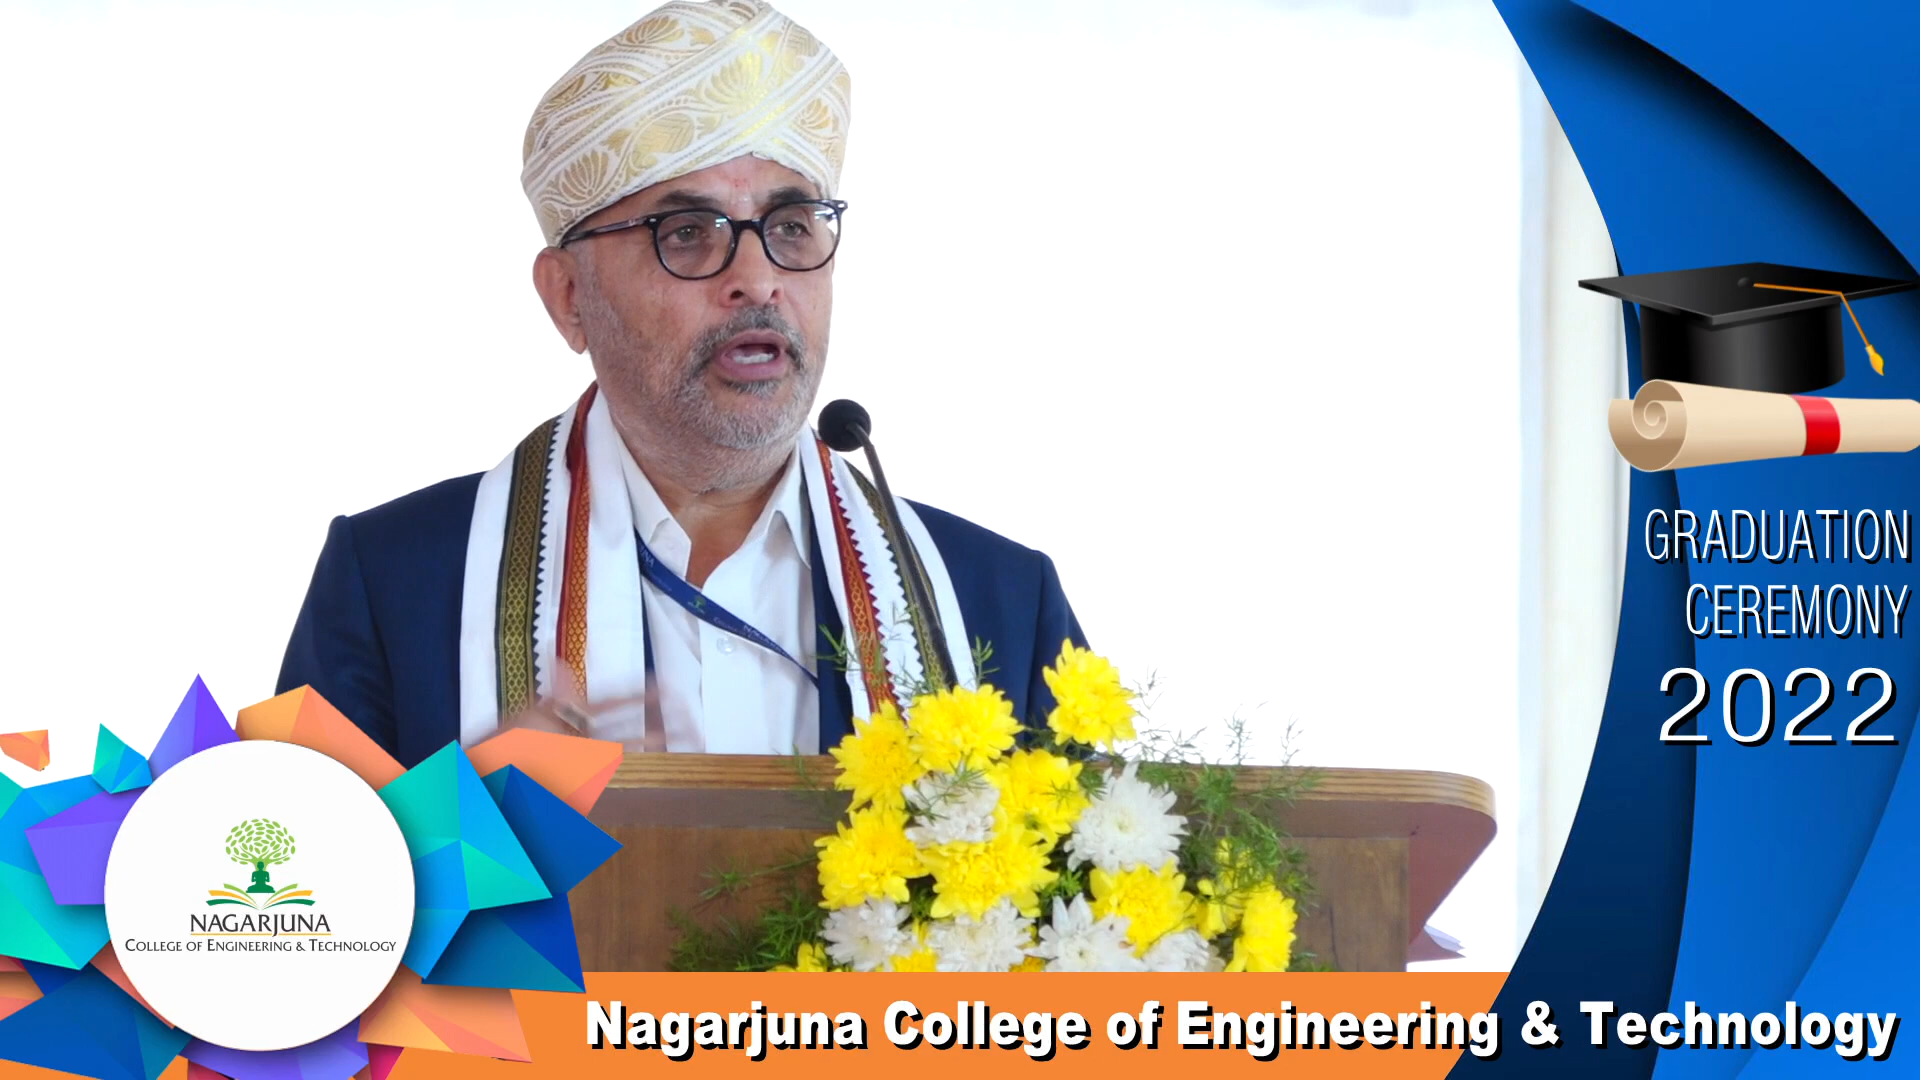 GRADUATION
CEREMONY
2022
NAGARJUNA
COLLEGE OF ENGINEERING & TECHNOLOGY
Nagarjuna College of Engineering & Technology